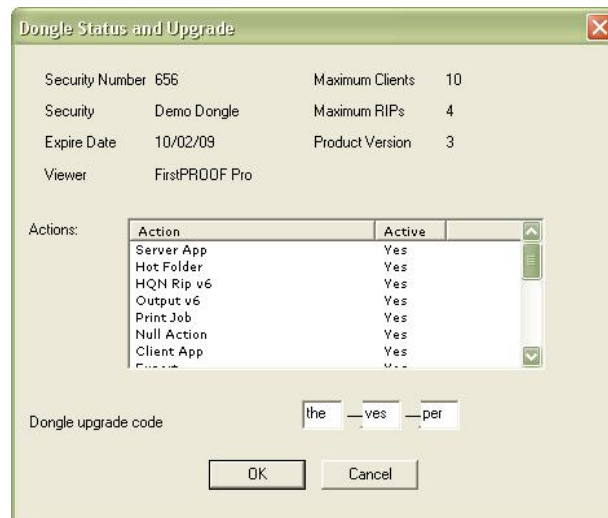 Dongle Status and Upgrade
Security Number 656 Maximum Clients 10
Security Demo Dongle Maximum RIPs 4
Expire Date 10/02/09 Product Version 3
Viewer FirstPROOF Pro
Actions:
Action Active
Server App Yes
Hot Folder Yes
HQN Rip v6 Yes
Output v6 Yes
Print Job Yes
Null Action Yes
Client App Yes
Dongle upgrade code the — ves — per
OK Cancel